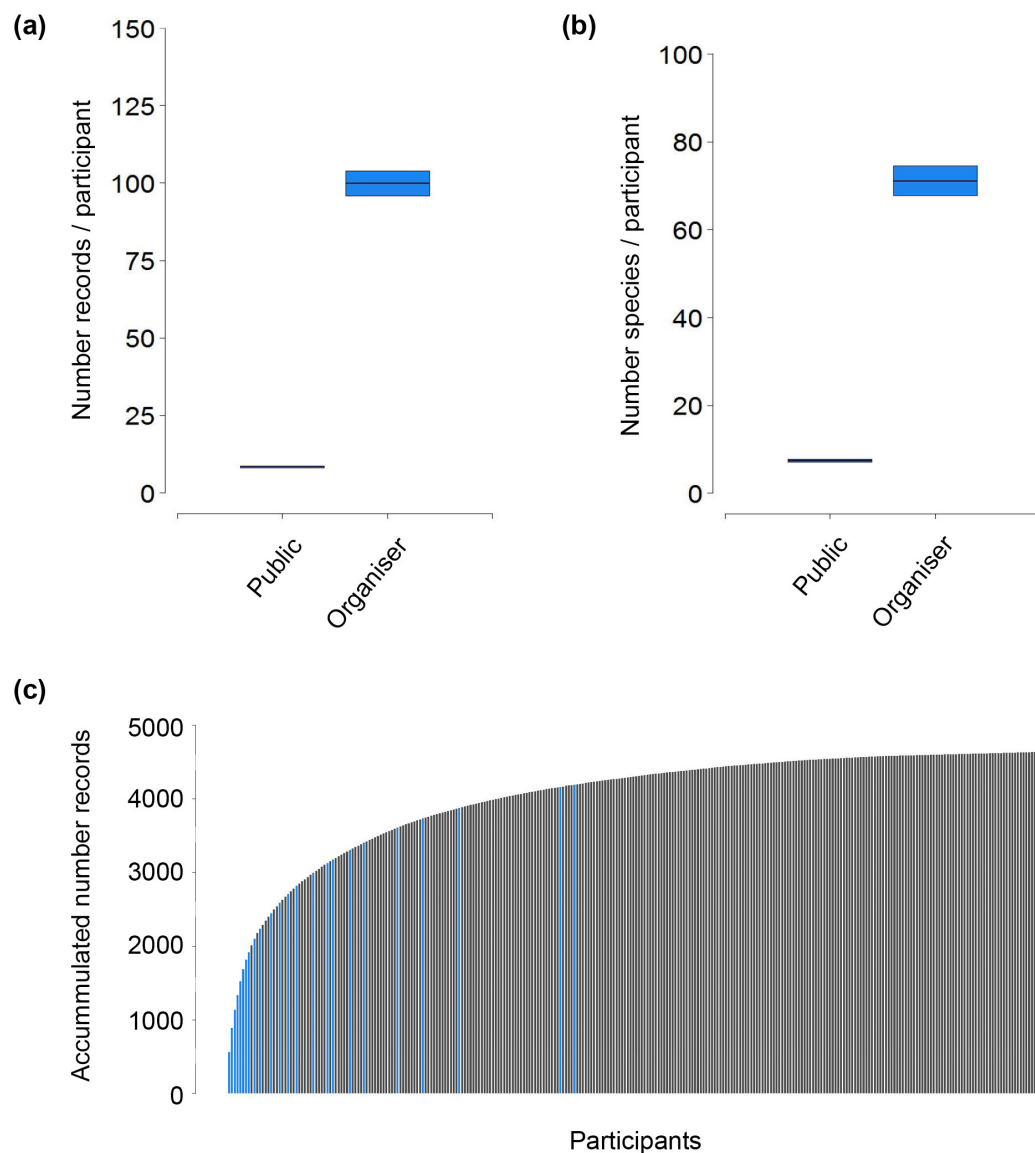 (a)
Number records / participant
150
125
100
75
50
25
0
Public
Organiser
(b)
Number species / participant
100
80
60
40
20
0
Public
Organiser
(c)
Accummulated number records
5000
4000
3000
2000
1000
0
Participants